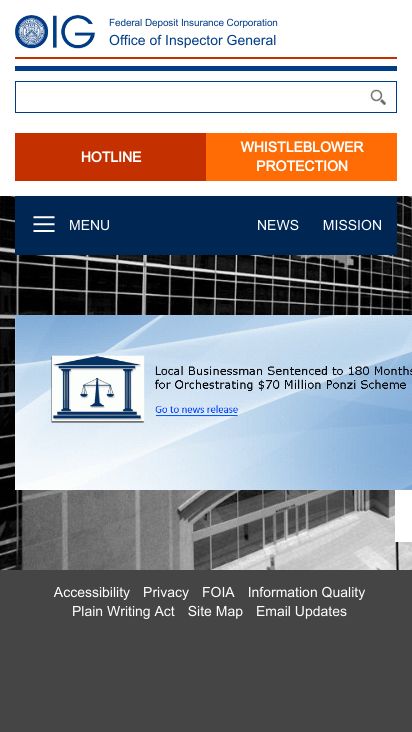 OIG
Federal Deposit Insurance Corporation
Office of Inspector General
HOTLINE
WHISTLEBLOWER
PROTECTION
MENU
NEWS
MISSION
Local Businessman Sentenced to 180 Months
for Orchestrating $70 Million Ponzi Scheme
Go to news release
Accessibility Privacy FOIA Information Quality
Plain Writing Act Site Map Email Updates